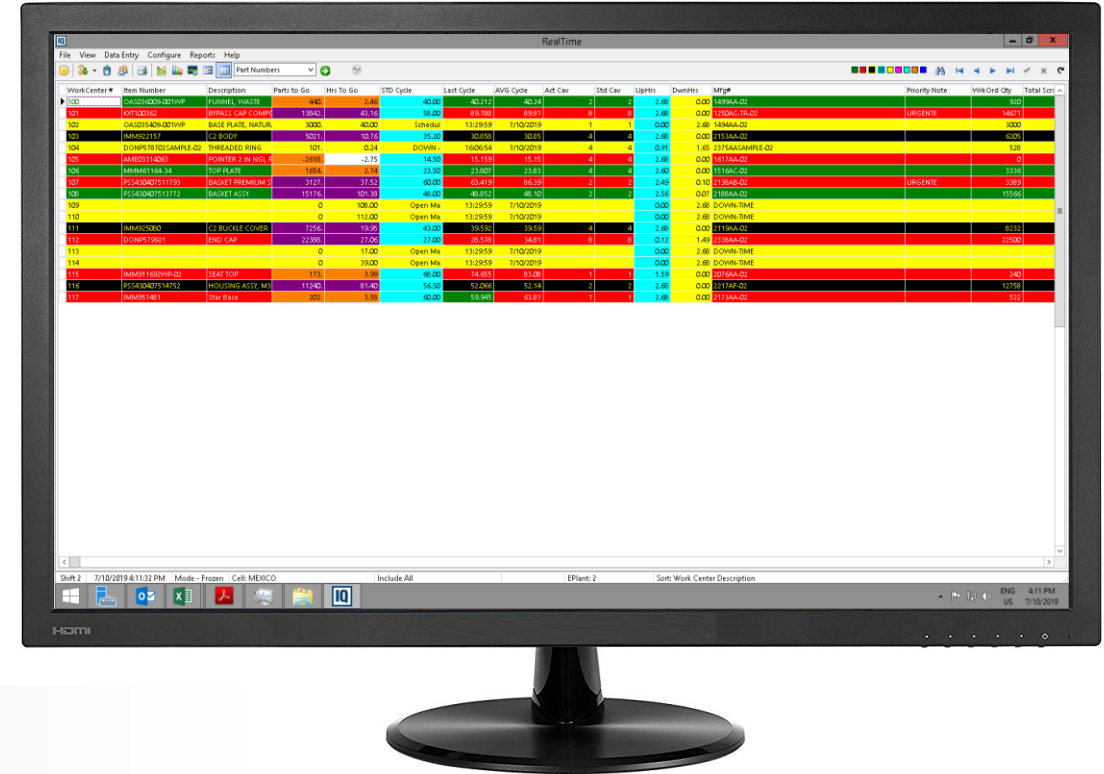 RealTime
File View Data Entry Configure Reports Help
Part Numbers
WorkCenter # Item Number Description Parts to Go Hrs To Go STD Cycle Last Cycle AVG Cycle Act Cav Std Cav UpHrs DwnHrs Mfg# Priority Note WrkOrd Qty Total Scr
100 OAS036009-001WP FUNNEL, WASTE 440. 2.46 40.00 40.212 40.24 2 2 2.68 0.00 1499AA-02 920
101 KXT100362 BYPASS CAP COMPO 13842. 43.16 58.00 89.788 89.81 8 8 2.68 0.00 1250AC-TR-02 URGENTE 14671
102 OAS035409-001WP BASE PLATE, NATUR. 3000. 40.00 Schedul 13:29:59 7/10/2019 1 1 0.00 2.68 1494AA-02 3000
103 IMM922157 C2 BODY 5021. 10.76 35.20 30.858 30.85 4 4 2.68 0.00 2153AA-02 6205
104 DONP578702SAMPLE-02 THREADED RING 101. 0.24 DOWN - 16:06:54 7/10/2019 4 4 0.91 1.65 2375AASAMPLE-02 528
105 AME03314063 POINTER 2 IN NGI, R -2618. -2.75 14.50 15.159 15.15 4 4 2.68 0.00 1617AA-02 0
106 MMM61164-34 TOP PLATE 1654. 2.74 23.50 23.807 23.83 4 4 2.60 0.00 1516AC-02 3336
107 PSS430407511793 BASKET PREMIUM S 3127. 37.52 60.00 63.419 86.39 2 2 2.49 0.10 2138AB-02 URGENTE 3389
108 PSS430407513772 BASKET ASSY 15176. 101.38 48.00 48.852 48.10 2 2 2.56 0.07 2188AA-02 15566
109 0 108.00 Open Ma 13:29:59 7/10/2019 0.00 2.68 DOWN-TIME
110 0 112.00 Open Ma 13:29:59 7/10/2019 0.00 2.68 DOWN-TIME
111 IMM925060 C2 BUCKLE COVER 7256. 19.95 43.00 39.592 39.59 4 4 2.68 0.00 2119AA-02 8232
112 DONP579921 END CAP 22388. 27.06 27.00 28.578 34.81 8 8 0.12 1.49 2338AA-02 22500
113 0 17.00 Open Ma 13:29:59 7/10/2019 0.00 2.68 DOWN-TIME
114 0 39.00 Open Ma 13:29:59 7/10/2019 0.00 2.68 DOWN-TIME
115 IMM911692WP-02 SEAT TOP 173. 3.99 68.00 74.655 83.08 1 1 1.59 0.00 2076AA-02 240
116 PSS430407514752 HOUSING ASSY, M3 11240. 81.40 56.50 52.066 52.14 2 2 2.68 0.00 2217AF-02 12758
117 IMM951481 Star Base 202. 3.58 60.00 59.945 63.81 1 1 2.68 0.00 2173AA-02 522
Shift 2 7/10/2019 4:11:32 PM Mode - Frozen Cell: MEXICO Include All EPlant: 2 Sort: Work Center Description
IQ ENG 4:11 PM
US 7/10/2019
HDMI